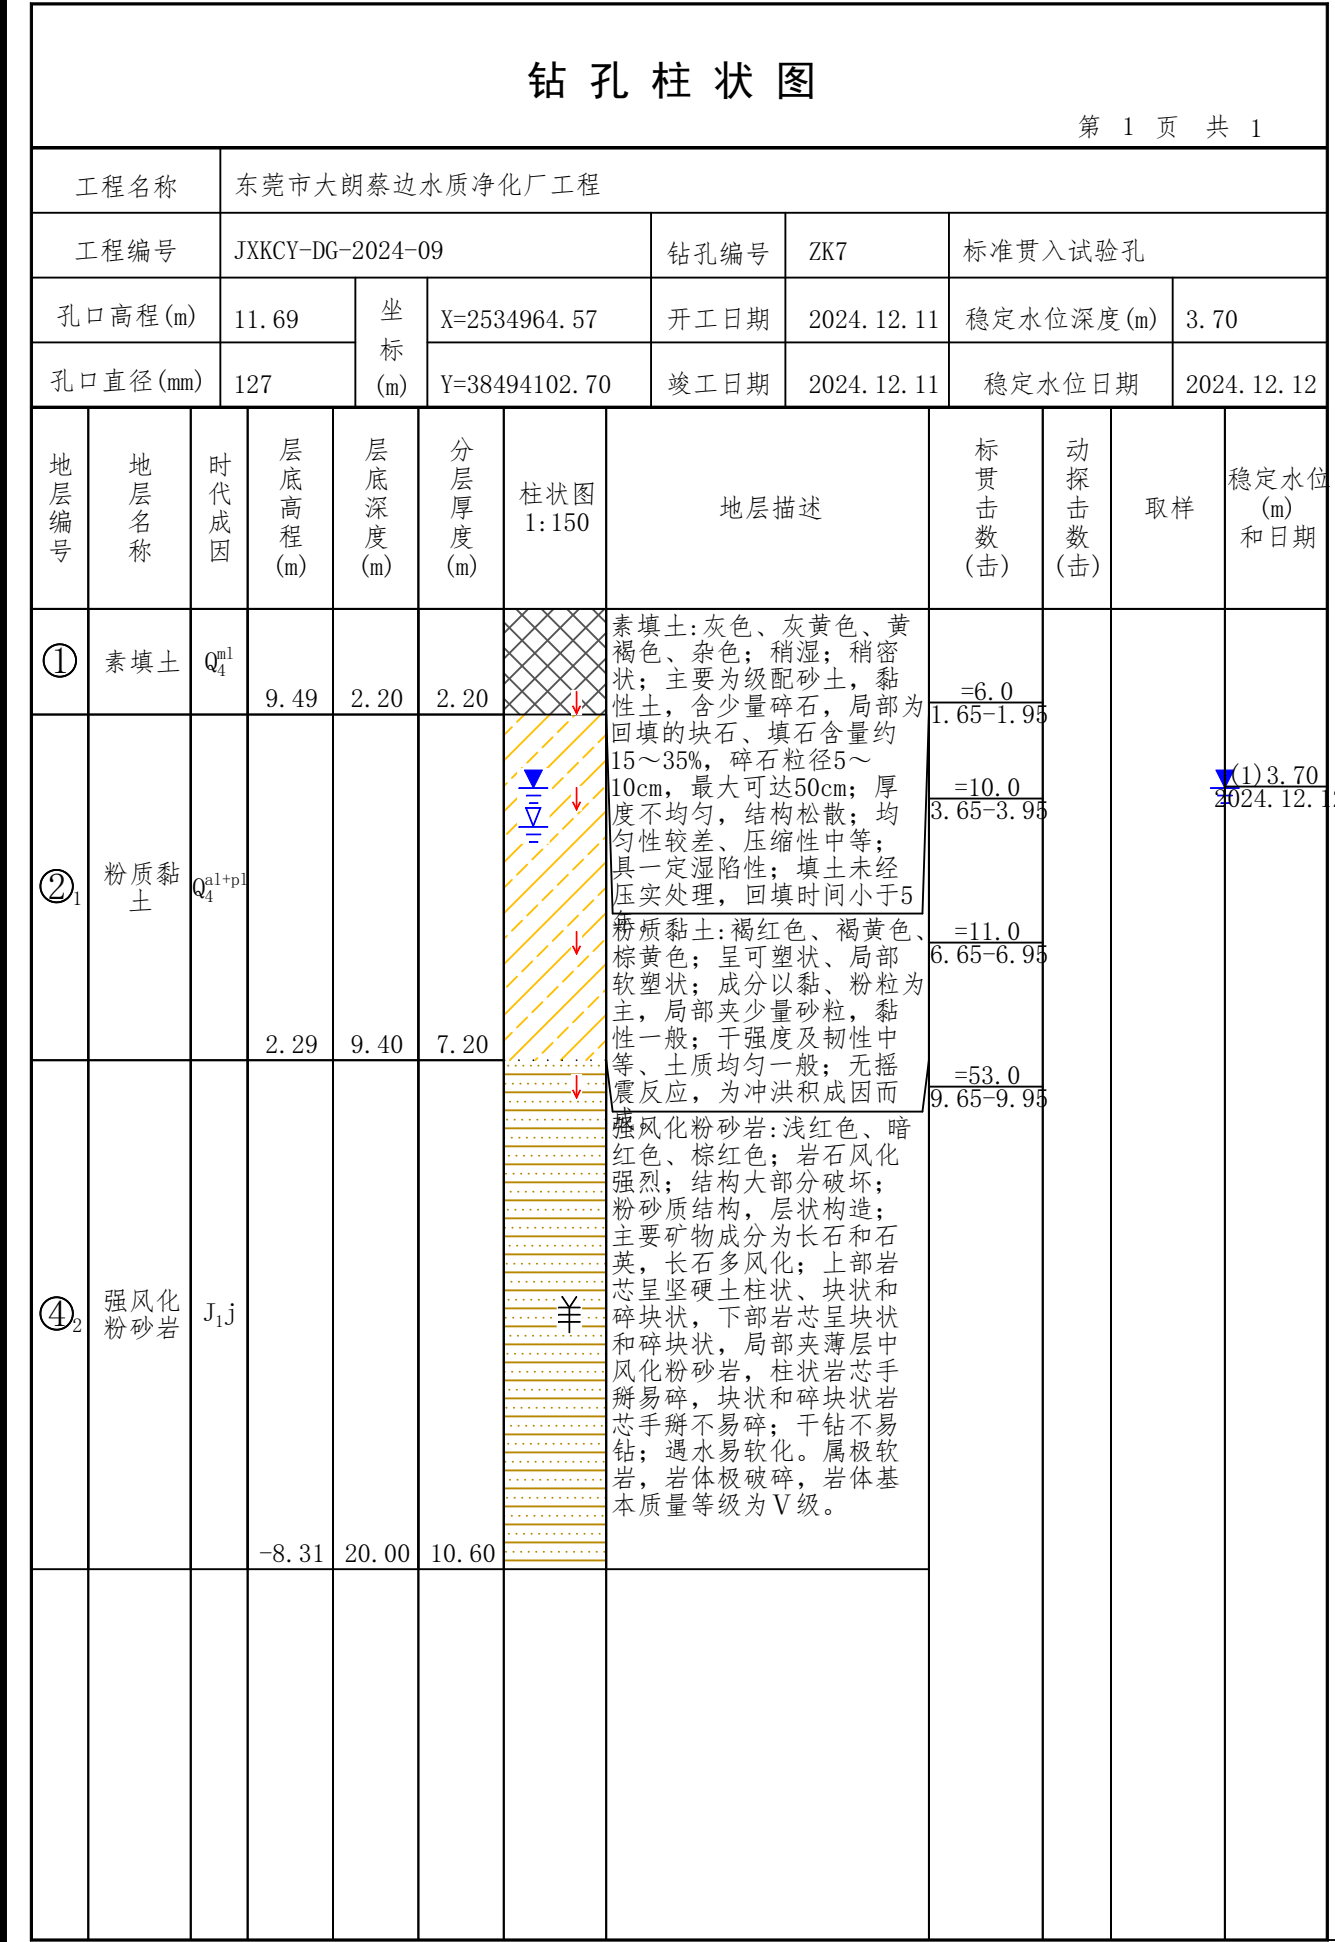 钻孔柱状图
第 1 页 共 1
工程名称 东莞市大朗蔡边水质净化厂工程
工程编号 JXKCY-DG-2024-09 钻孔编号 ZK7 标准贯入试验孔
孔口高程(m) 11.69 坐标(m) X=2534964.57 开工日期 2024.12.11 稳定水位深度(m) 3.70
孔口直径(mm) 127 Y=38494102.70 竣工日期 2024.12.11 稳定水位日期 2024.12.12
地层编号 地层名称 时代成因 层底高程(m) 层底深度(m) 分层厚度(m) 柱状图 1:150 地层描述 标贯击数(击) 动探击数(击) 取样 稳定水位(m)和日期
① 素填土 Q4ml 9.49 2.20 2.20
素填土:灰色、灰黄色、黄
褐色、杂色；稍湿；稍密
状；主要为级配砂土，黏
性土，含少量碎石，局部为
回填的块石、填石含量约
15～35%，碎石粒径5～
10cm，最大可达50cm；厚
度不均匀，结构松散；均
匀性较差、压缩性中等；
具一定湿陷性；填土未经
压实处理，回填时间小于5
年。
=6.0
1.65-1.95
=10.0
3.65-3.95
(1)3.70
2024.12.12
②1 粉质黏土 Q4al+pl 2.29 9.40 7.20
粉质黏土:褐红色、褐黄色、
棕黄色；呈可塑状、局部
软塑状；成分以黏、粉粒为
主，局部夹少量砂粒，黏
性一般；干强度及韧性中
等、土质均匀一般；无摇
震反应，为冲洪积成因而
成。
=11.0
6.65-6.95
=53.0
9.65-9.95
④2 强风化粉砂岩 J1j -8.31 20.00 10.60
强风化粉砂岩:浅红色、暗
红色、棕红色；岩石风化
强烈；结构大部分破坏；
粉砂质结构，层状构造；
主要矿物成分为长石和石
英，长石多风化；上部岩
芯呈坚硬土柱状、块状和
碎块状，下部岩芯呈块状
和碎块状，局部夹薄层中
风化粉砂岩，柱状岩芯手
掰易碎，块状和碎块状岩
芯手掰不易碎；干钻不易
钻；遇水易软化。属极软
岩，岩体极破碎，岩体基
本质量等级为Ⅴ级。